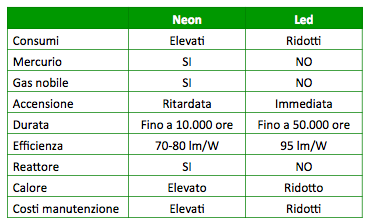 Neon Led
Consumi Elevati Ridotti
Mercurio SI NO
Gas nobile SI NO
Accensione Ritardata Immediata
Durata Fino a 10.000 ore Fino a 50.000 ore
Efficienza 70-80 lm/W 95 lm/W
Reattore SI NO
Calore Elevato Ridotto
Costi manutenzione Elevati Ridotti